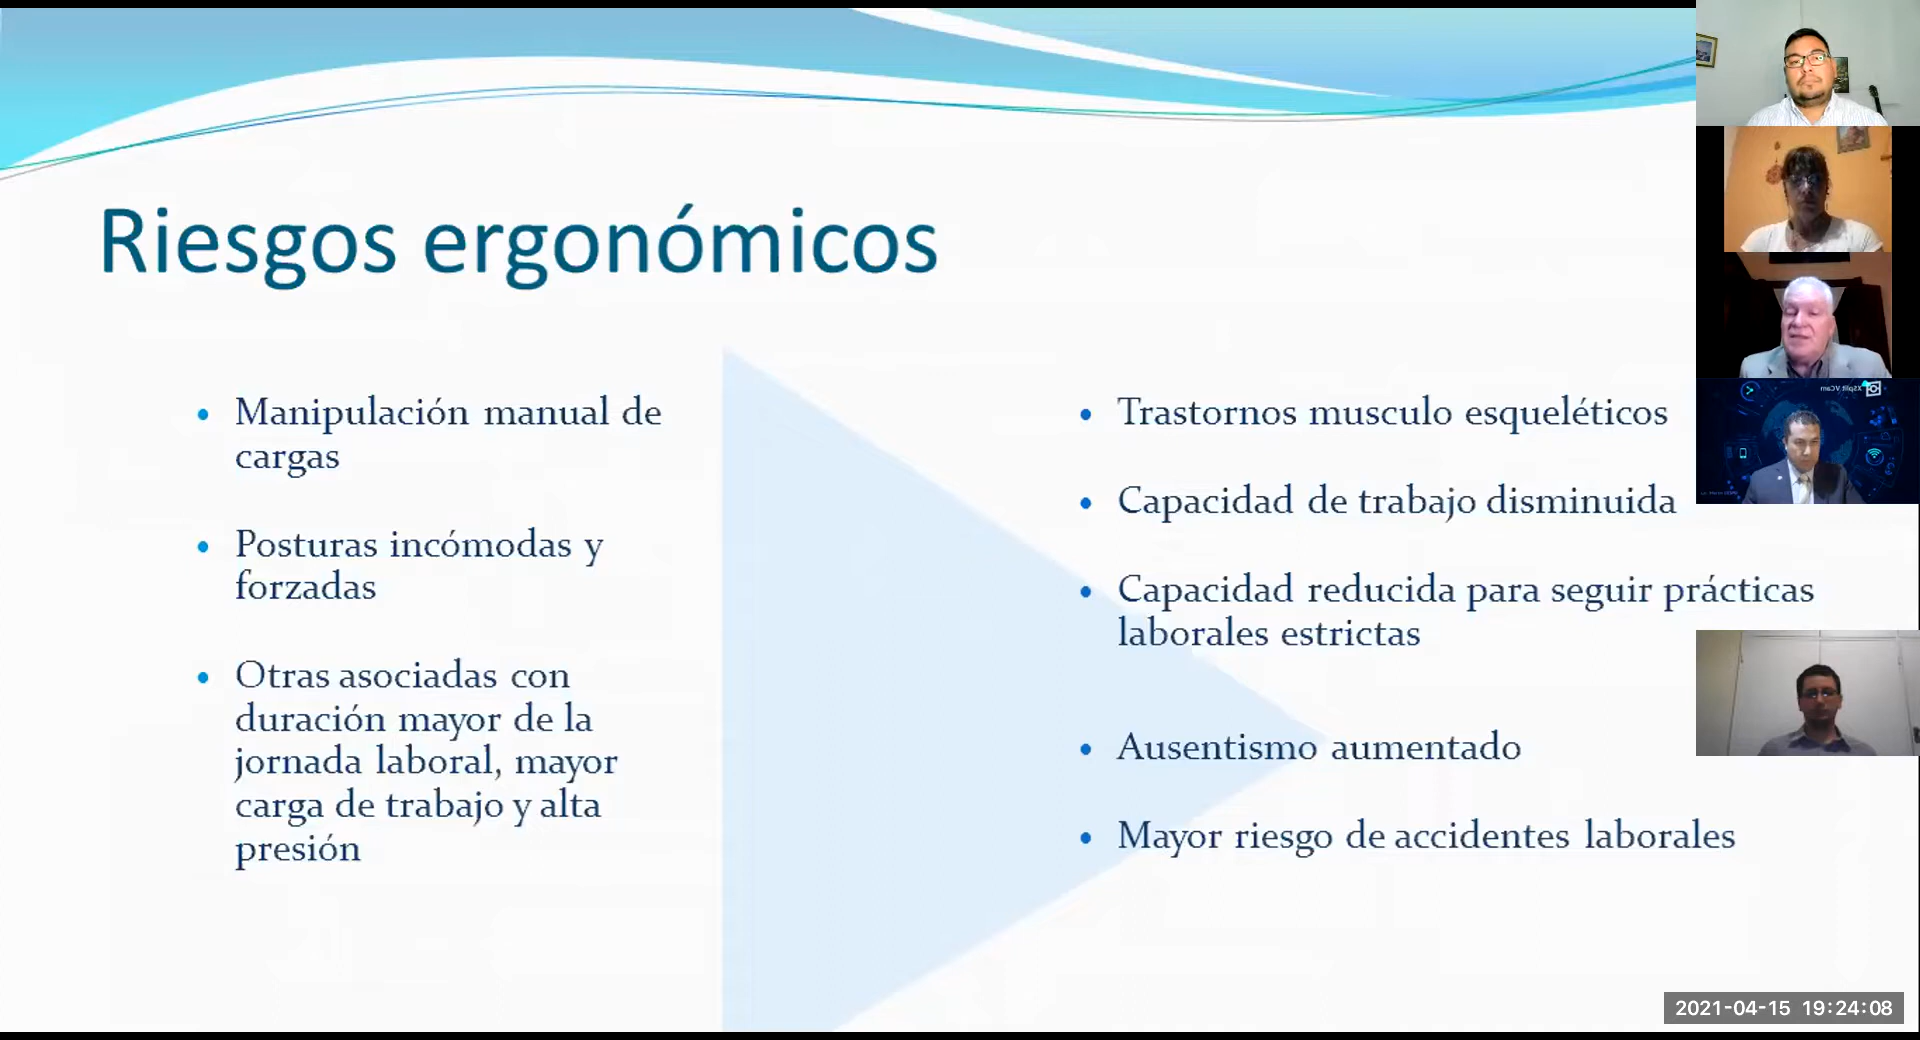 Riesgos ergonómicos
Manipulación manual de
cargas
Posturas incómodas y
forzadas
Otras asociadas con
duración mayor de la
jornada laboral, mayor
carga de trabajo y alta
presión
Trastornos musculo esqueléticos
Capacidad de trabajo disminuida
Capacidad reducida para seguir prácticas
laborales estrictas
Ausentismo aumentado
Mayor riesgo de accidentes laborales
XSplit VCam
2021-04-15 19:24:08